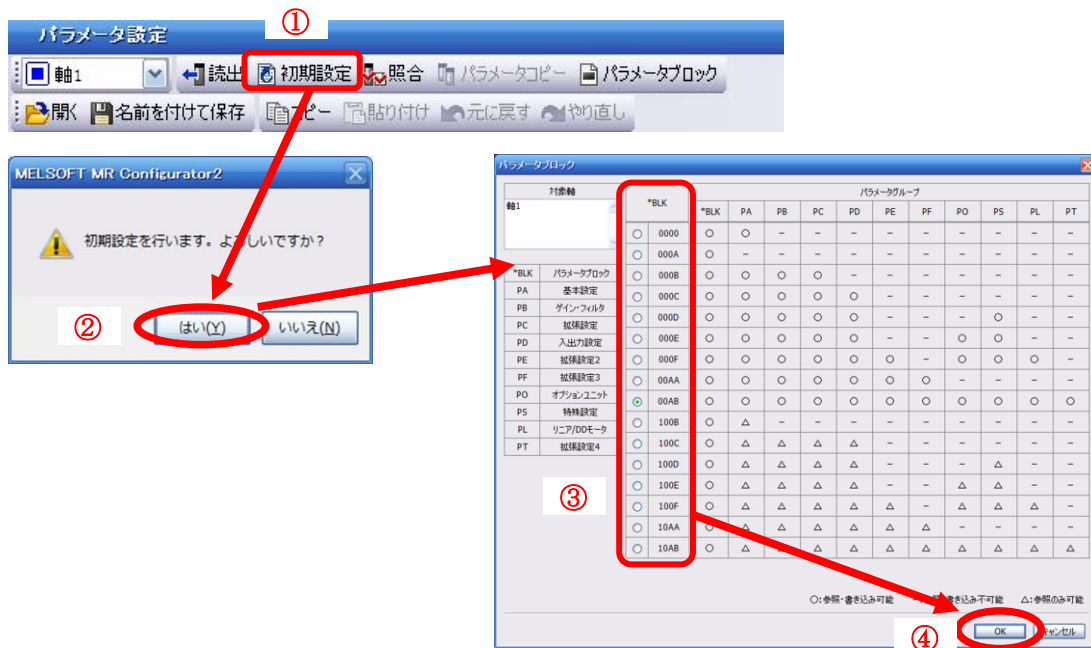 パラメータ設定
①
軸1 読出 初期設定 照合 パラメータコピー パラメータブロック
開く 名前を付けて保存 コピー 貼り付け 元に戻す やり直し
MELSOFT MR Configurator2
初期設定を行います。よろしいですか？
②
はい(Y) いいえ(N)
パラメータブロック
対象軸
軸1
*BLK パラメータブロック
PA 基本設定
PB ゲイン・フィルタ
PC 拡張設定
PD 入出力設定
PE 拡張設定2
PF 拡張設定3
PO オプションユニット
PS 特殊設定
PL リニア/DDモータ
PT 拡張設定4
③
*BLK パラメータグループ
*BLK PA PB PC PD PE PF PO PS PL PT
0000 ○ ○ － － － － － － － － －
000A ○ － － － － － － － － － －
000B ○ ○ ○ ○ － － － － － － －
000C ○ ○ ○ ○ ○ － － － － － －
000D ○ ○ ○ ○ ○ － － － ○ － －
000E ○ ○ ○ ○ ○ － － ○ ○ － －
000F ○ ○ ○ ○ ○ ○ － ○ ○ ○ －
00AA ○ ○ ○ ○ ○ ○ ○ － － － －
00AB ○ ○ ○ ○ ○ ○ ○ ○ ○ ○ ○
100B ○ △ － － － － － － － － －
100C ○ △ △ △ △ － － － － － －
100D ○ △ △ △ △ － － － △ － －
100E ○ △ △ △ △ － － △ △ － －
100F ○ △ △ △ △ △ － △ △ △ －
10AA ○ △ △ △ △ △ △ － － － －
10AB ○ △ △ △ △ △ △ △ △ △ △
○:参照・書き込み可能 書き込み不可能 △:参照のみ可能
④
OK キャンセル